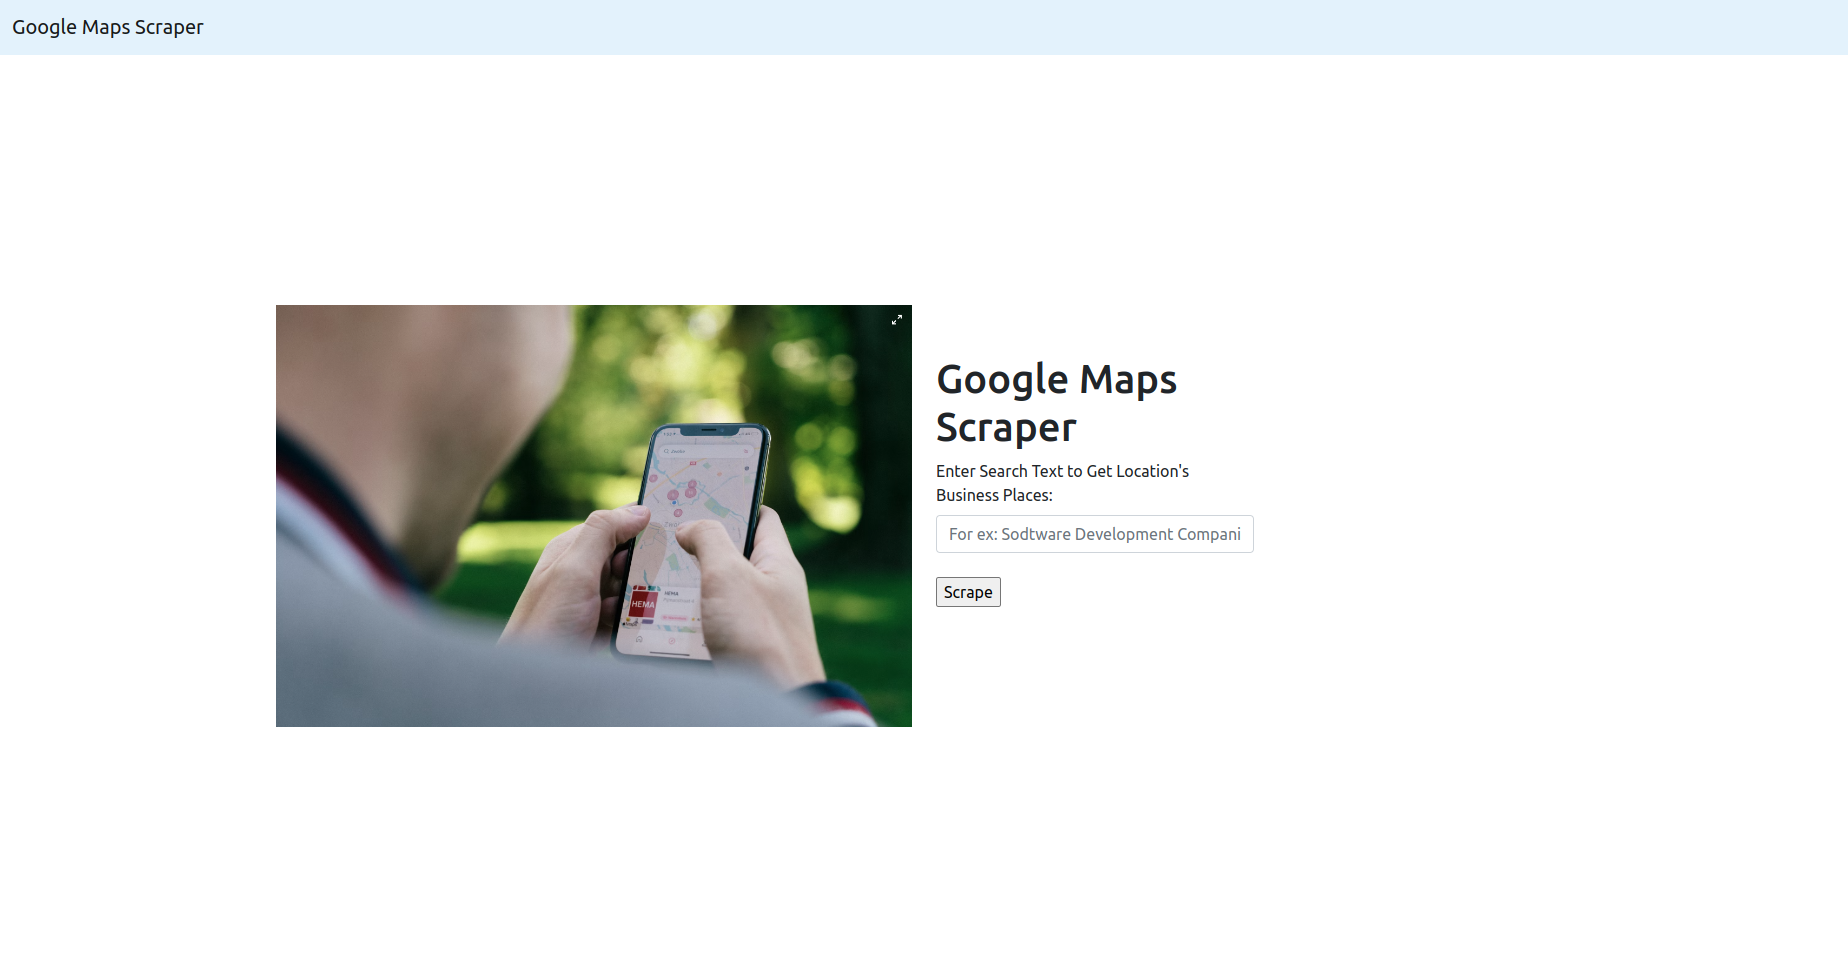 Google Maps Scraper
Google Maps
Scraper
Enter Search Text to Get Location's
Business Places:
For ex: Sodtware Development Compani
Scrape
HEMA
HEMA